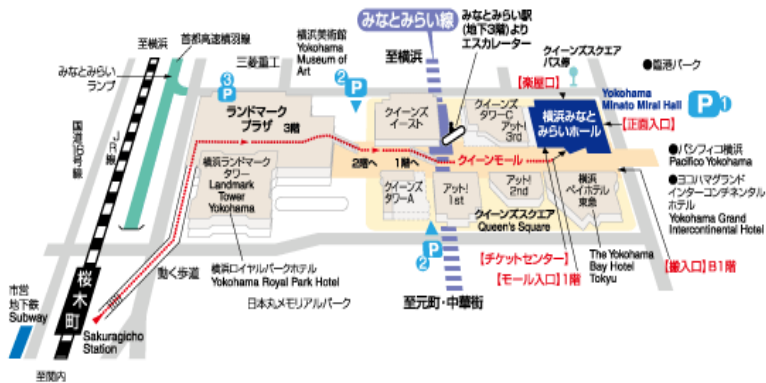 至横浜
首都高速横羽線
みなとみらい
ランプ
三菱重工
横浜美術館
Yokohama
Museum of
Art
みなとみらい線
至横浜
みなとみらい駅
(地下3階)より
エスカレーター
クイーンズスクエア
バス停
●臨港パーク
【楽屋口】
Yokohama
Minato Mirai Hall
P1
3
P
2
P
ランドマーク
プラザ
3階
クイーンズ
イースト
クイーンズ
タワーC
アット!
3rd
横浜みなと
みらいホール
【正面入口】
国道16号線
JR線
横浜ランドマーク
タワー
Landmark
Tower
Yokohama
2階へ
1階へ
クイーンモール
●パシフィコ横浜
Pacifico Yokohama
●ヨコハマグランド
インターコンチネンタル
ホテル
Yokohama Grand
Intercontinental Hotel
クイーンズ
タワーA
アット!
1st
アット!
2nd
横浜
ベイホテル
東急
クイーンズスクエア
Queen's Square
P
2
【チケットセンター】
【モール入口】1階
The Yokohama
Bay Hotel
Tokyu
【搬入口】B1階
動く歩道
横浜ロイヤルパークホテル
Yokohama Royal Park Hotel
日本丸メモリアルパーク
至元町・中華街
市営
地下鉄
Subway
桜木町
Sakuragicho
Station
至関内